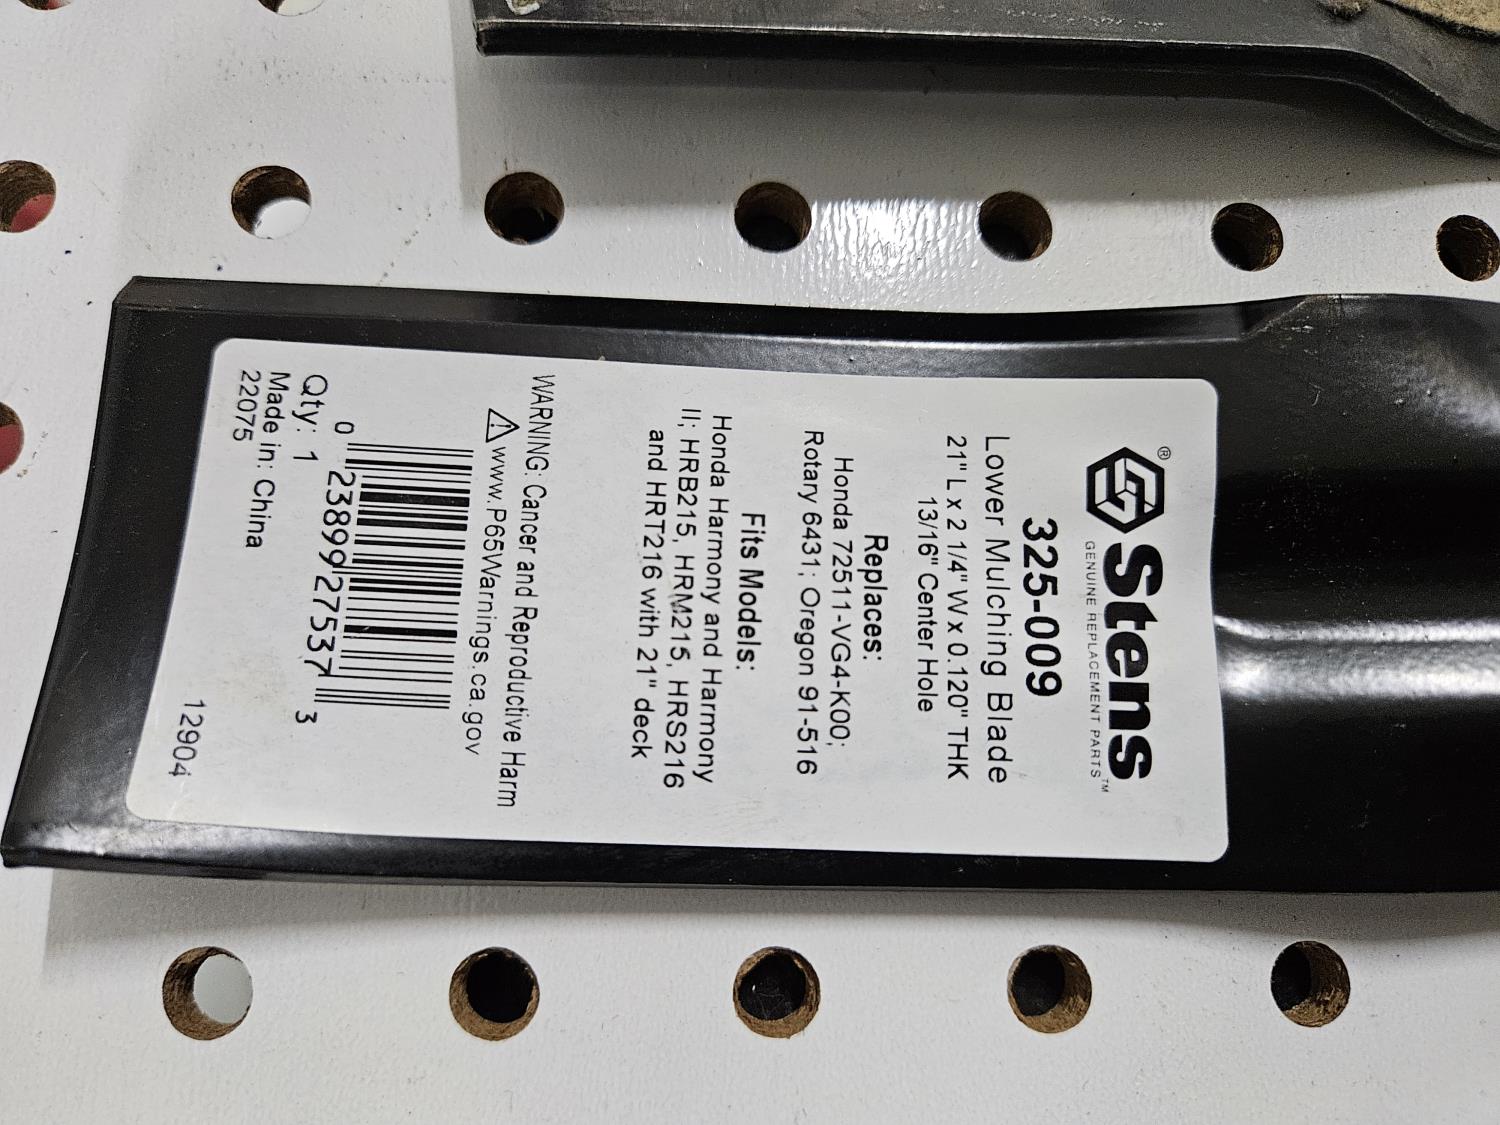 ®
Stens
GENUINE REPLACEMENT PARTS™
325-009
Lower Mulching Blade
21" L x 2 1/4" W x 0.120" THK
13/16" Center Hole
Replaces:
Honda 72511-VG4-K00;
Rotary 6431; Oregon 91-516
Fits Models:
Honda Harmony and Harmony
II; HRB215, HRM215, HRS216
and HRT216 with 21" deck
WARNING: Cancer and Reproductive Harm
www.P65Warnings.ca.gov
0 23899 27537 3
Qty: 1
Made in: China
22075
12904